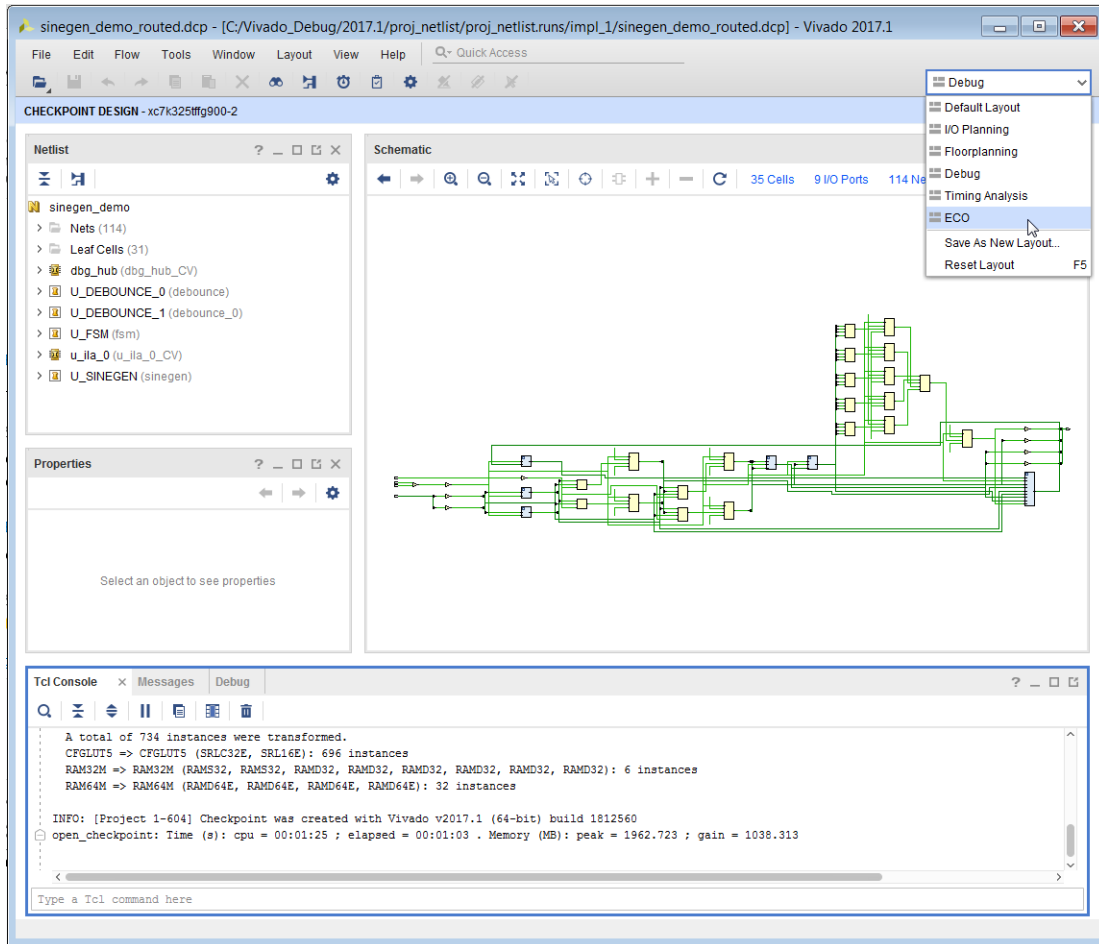 sinegen_demo_routed.dcp - [C:/Vivado_Debug/2017.1/proj_netlist/proj_netlist.runs/impl_1/sinegen_demo_routed.dcp] - Vivado 2017.1
File Edit Flow Tools Window Layout View Help Quick Access
Debug
CHECKPOINT DESIGN - xc7k325tffg900-2
Default Layout
I/O Planning
Floorplanning
Debug
Timing Analysis
ECO
Save As New Layout...
Reset Layout F5
Netlist
sinegen_demo
Nets (114)
Leaf Cells (31)
dbg_hub (dbg_hub_CV)
U_DEBOUNCE_0 (debounce)
U_DEBOUNCE_1 (debounce_0)
U_FSM (fsm)
u_ila_0 (u_ila_0_CV)
U_SINEGEN (sinegen)
Schematic
35 Cells 9 I/O Ports 114 Ne
Properties
Select an object to see properties
Tcl Console Messages Debug
A total of 734 instances were transformed.
CFGLUT5 => CFGLUT5 (SRLC32E, SRL16E): 696 instances
RAM32M => RAM32M (RAMS32, RAMS32, RAMD32, RAMD32, RAMD32, RAMD32, RAMD32, RAMD32): 6 instances
RAM64M => RAM64M (RAMD64E, RAMD64E, RAMD64E, RAMD64E): 32 instances
INFO: [Project 1-604] Checkpoint was created with Vivado v2017.1 (64-bit) build 1812560
open_checkpoint: Time (s): cpu = 00:01:25 ; elapsed = 00:01:03 . Memory (MB): peak = 1962.723 ; gain = 1038.313
Type a Tcl command here